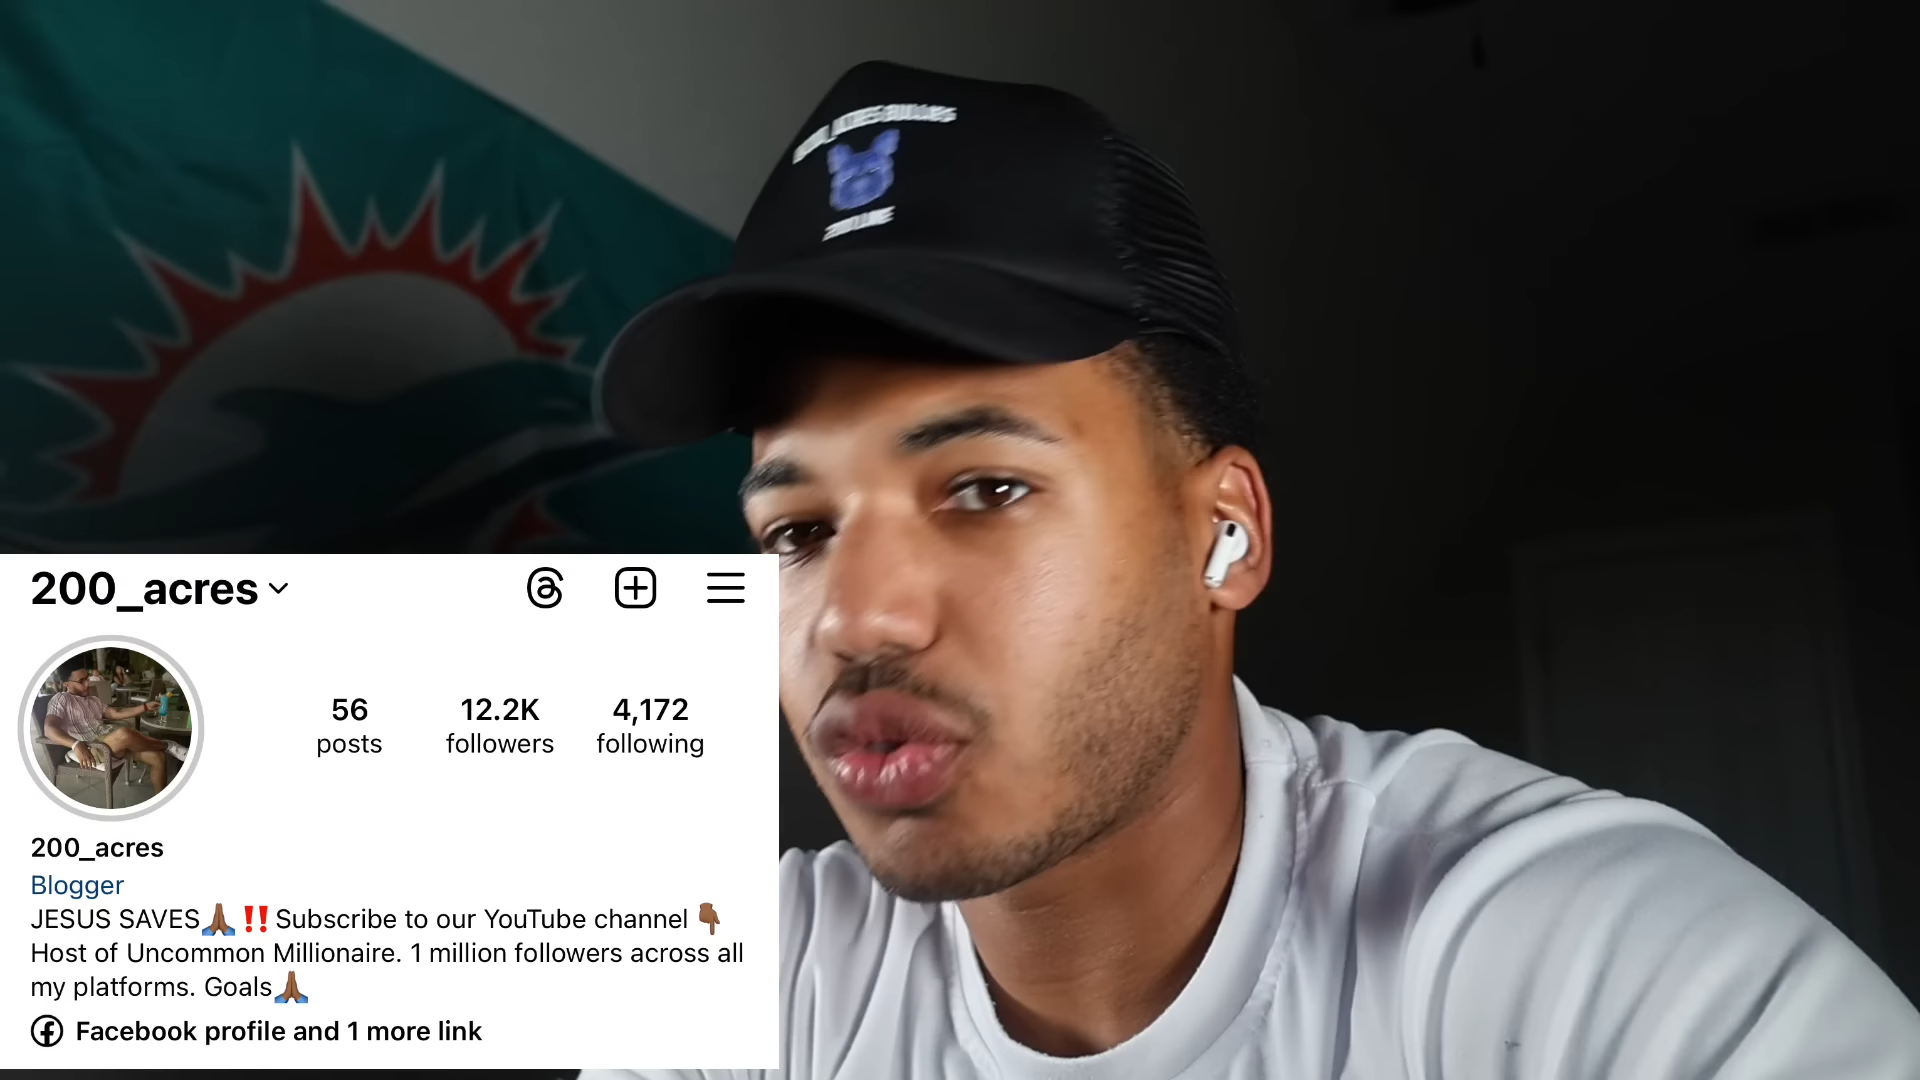 200_acres
56
12.2K
4,172
posts
followers
following
200_acres
Blogger
JESUS SAVES🙏🏾‼️Subscribe to our YouTube channel👇🏾
Host of Uncommon Millionaire. 1 million followers across all
my platforms. Goals🙏🏾
Facebook profile and 1 more link